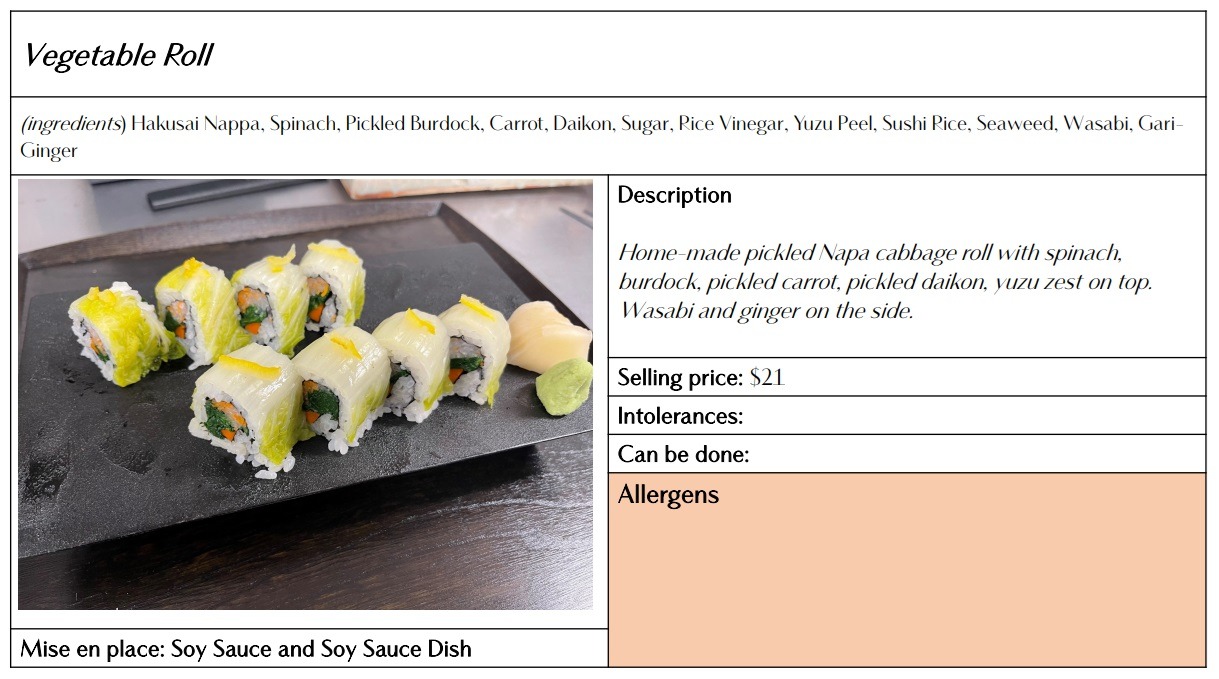 Vegetable Roll
(ingredients) Hakusai Nappa, Spinach, Pickled Burdock, Carrot, Daikon, Sugar, Rice Vinegar, Yuzu Peel, Sushi Rice, Seaweed, Wasabi, Gari-
Ginger
Description
Home-made pickled Napa cabbage roll with spinach,
burdock, pickled carrot, pickled daikon, yuzu zest on top.
Wasabi and ginger on the side.
Selling price: $21
Intolerances:
Can be done:
Allergens
Mise en place: Soy Sauce and Soy Sauce Dish